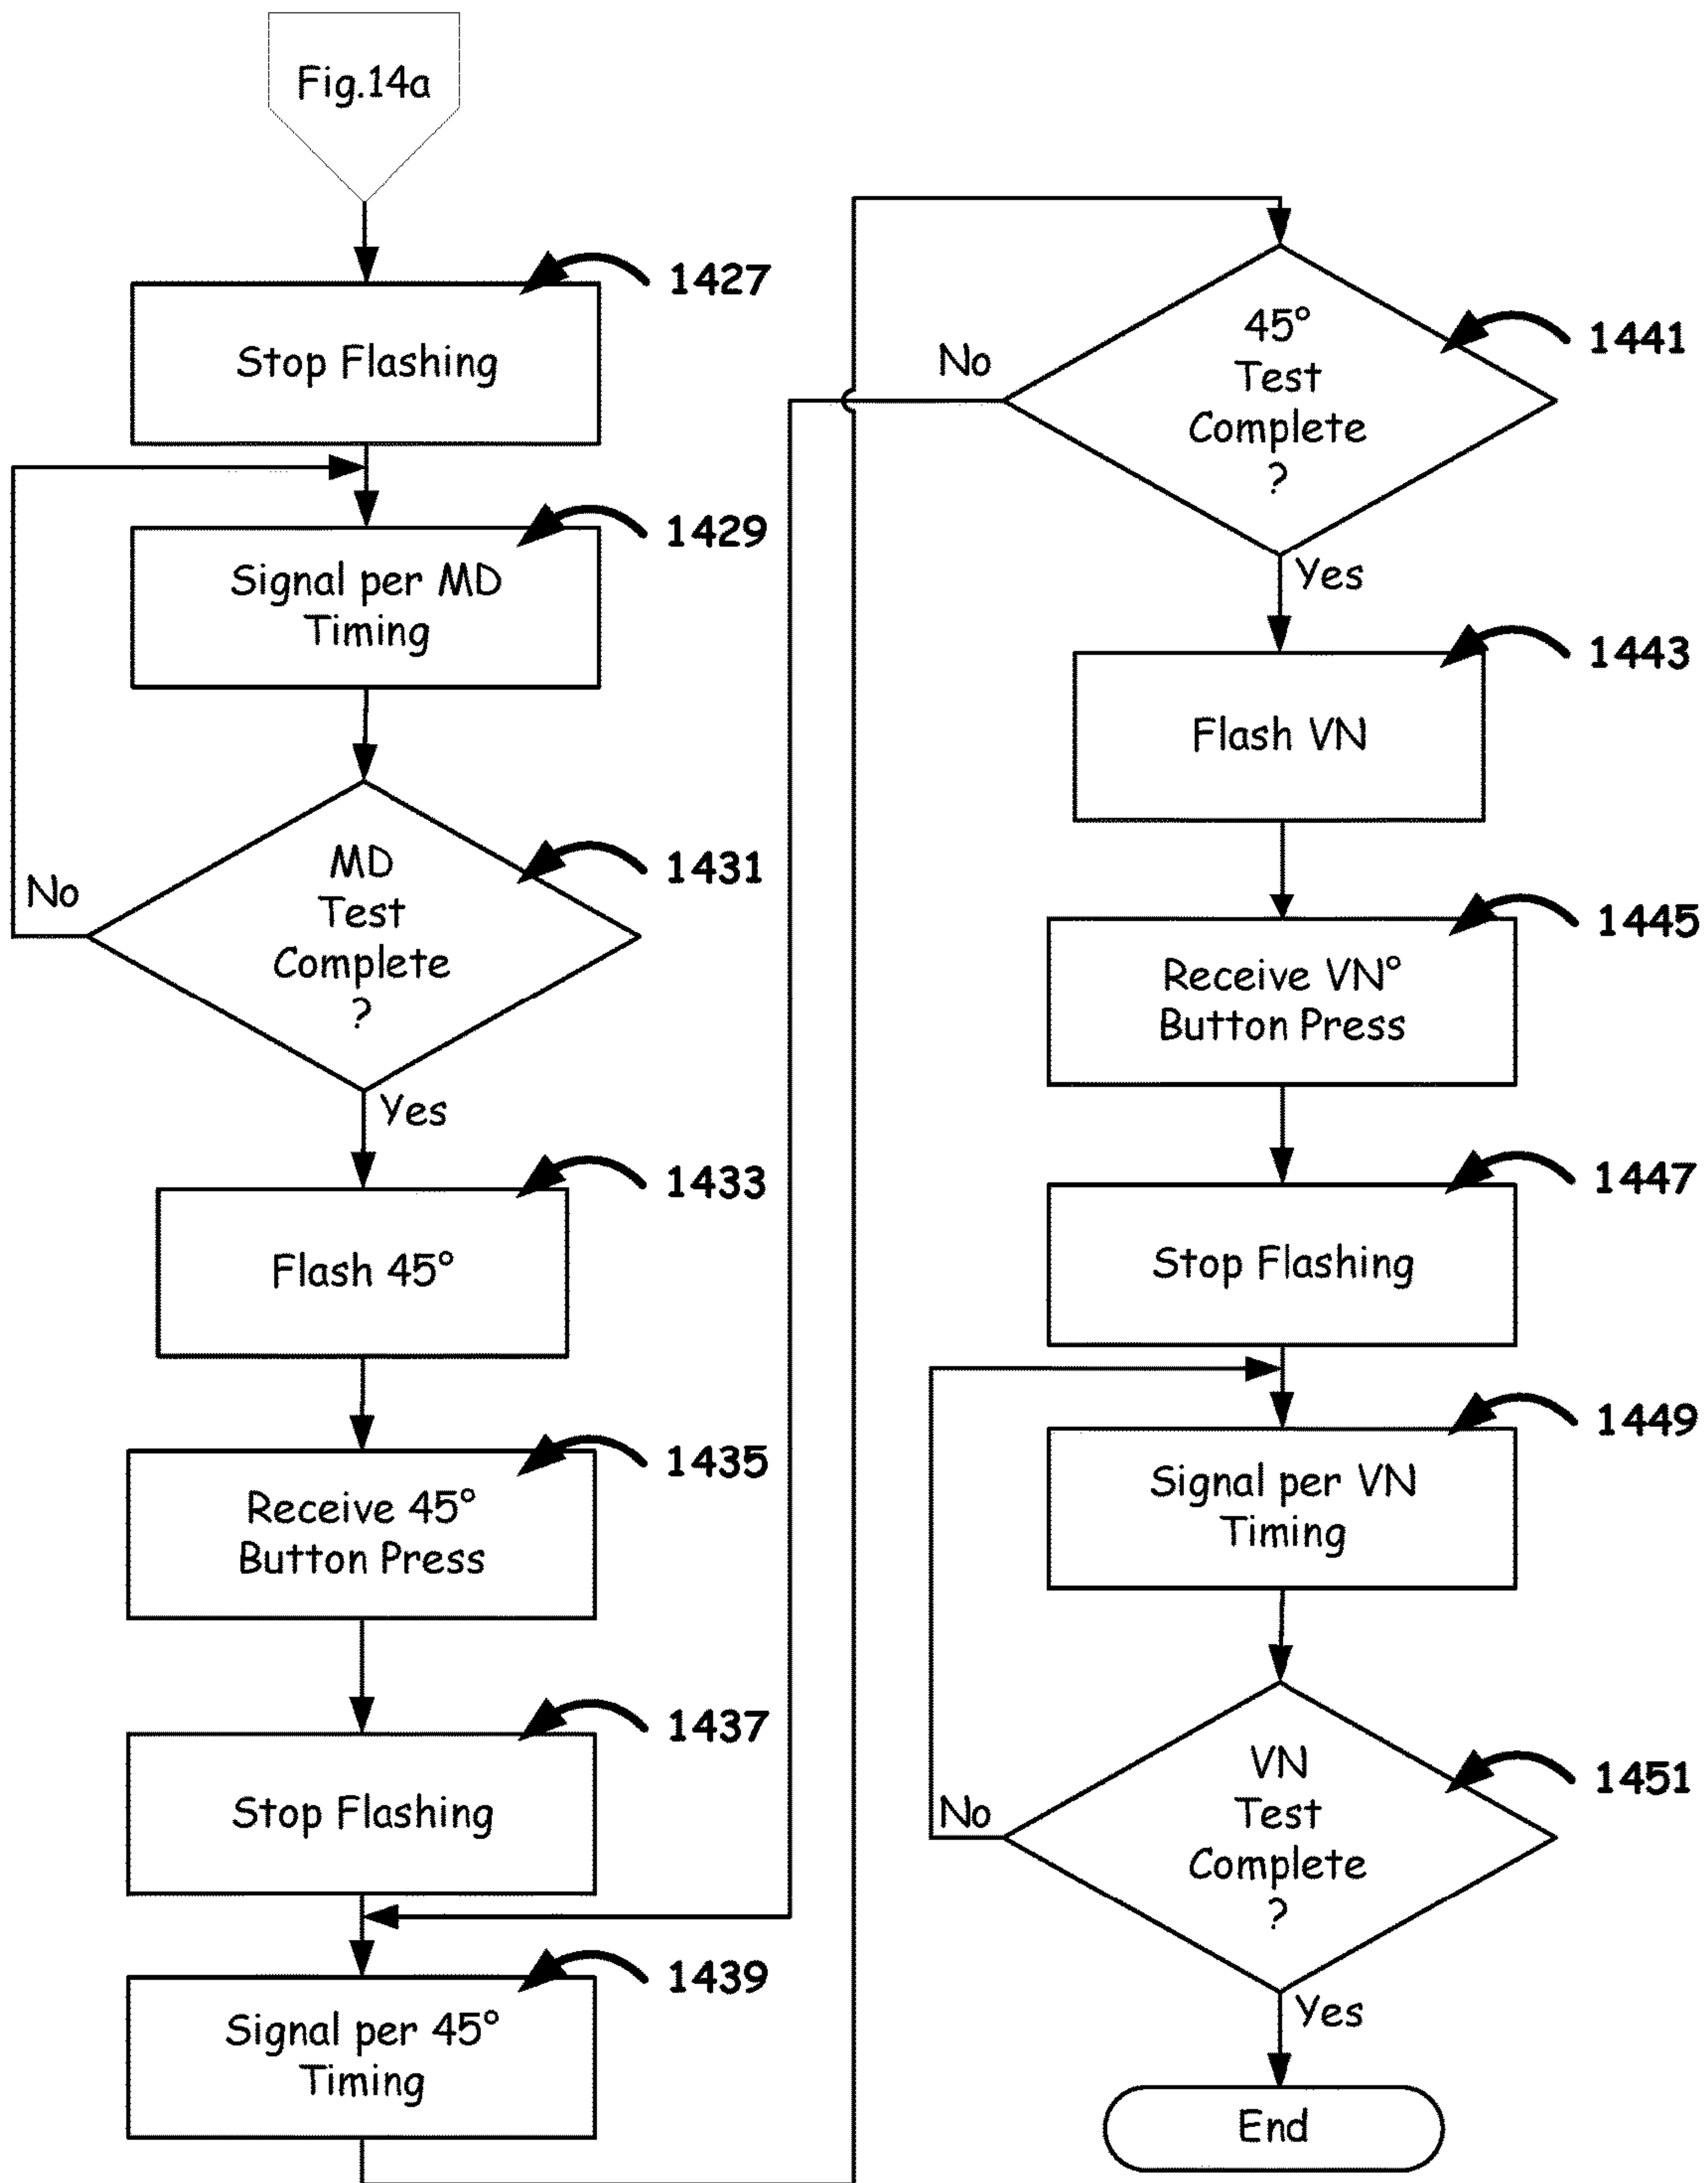 Fig.14a
1427
Stop Flashing
1429
Signal per MD
Timing
1431
MD
Test
Complete
?
No
Yes
1433
Flash 45°
1435
Receive 45°
Button Press
1437
Stop Flashing
1439
Signal per 45°
Timing
1441
45°
Test
Complete
?
No
Yes
1443
Flash VN
1445
Receive VN°
Button Press
1447
Stop Flashing
1449
Signal per VN
Timing
1451
VN
Test
Complete
?
No
Yes
End